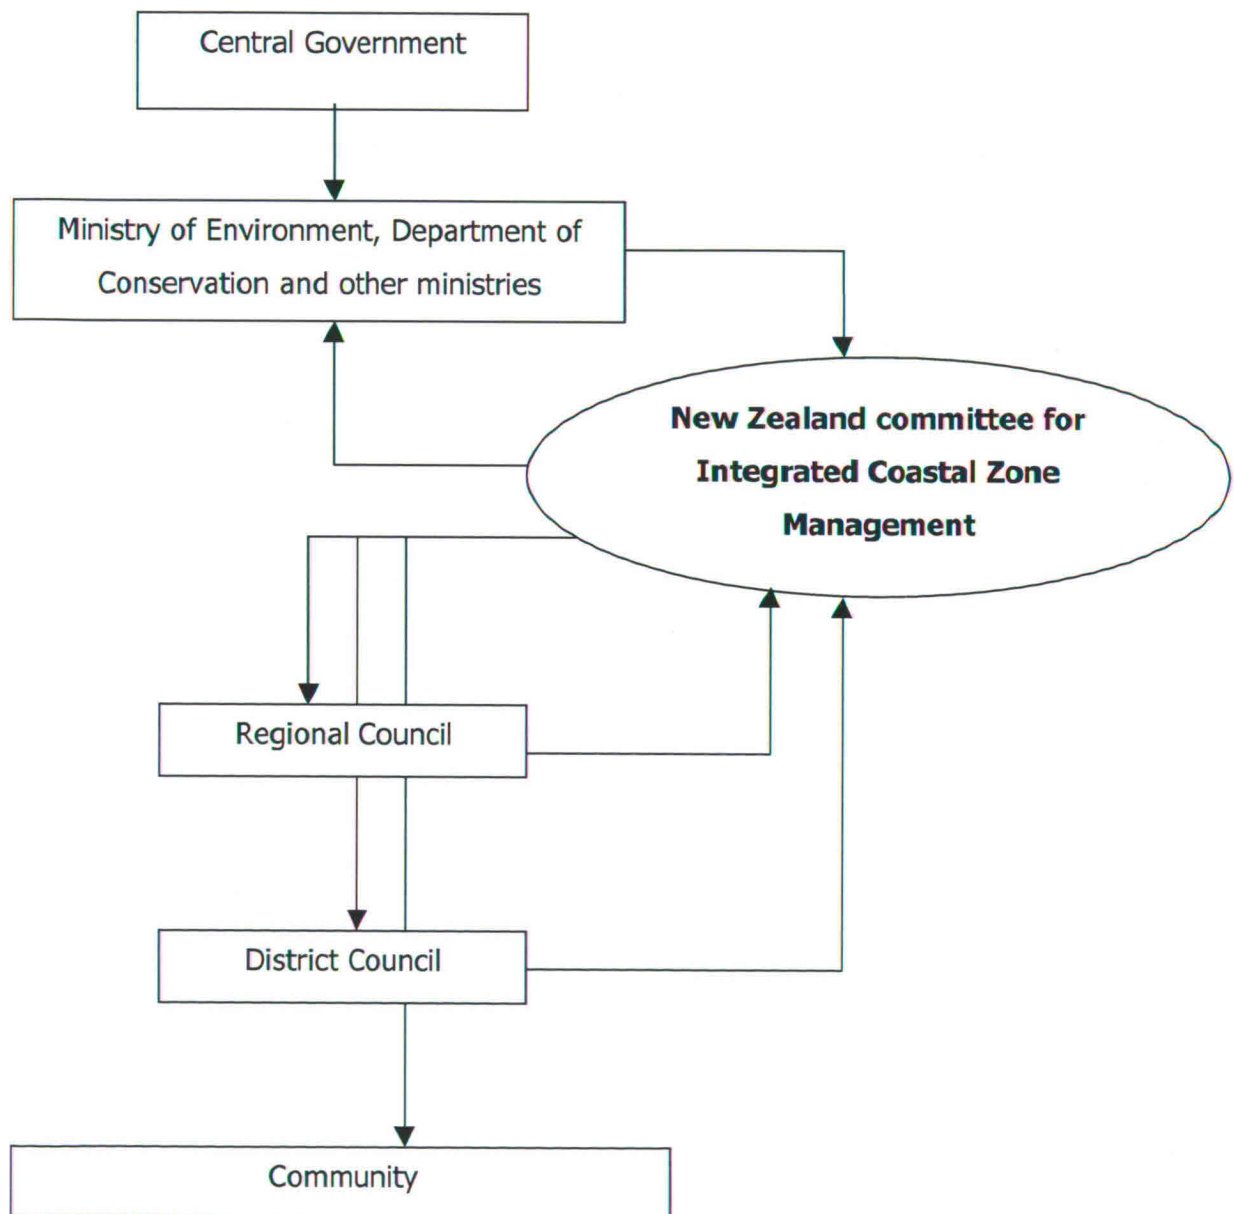 Central Government
Ministry of Environment, Department of
Conservation and other ministries
New Zealand committee for
Integrated Coastal Zone
Management
Regional Council
District Council
Community